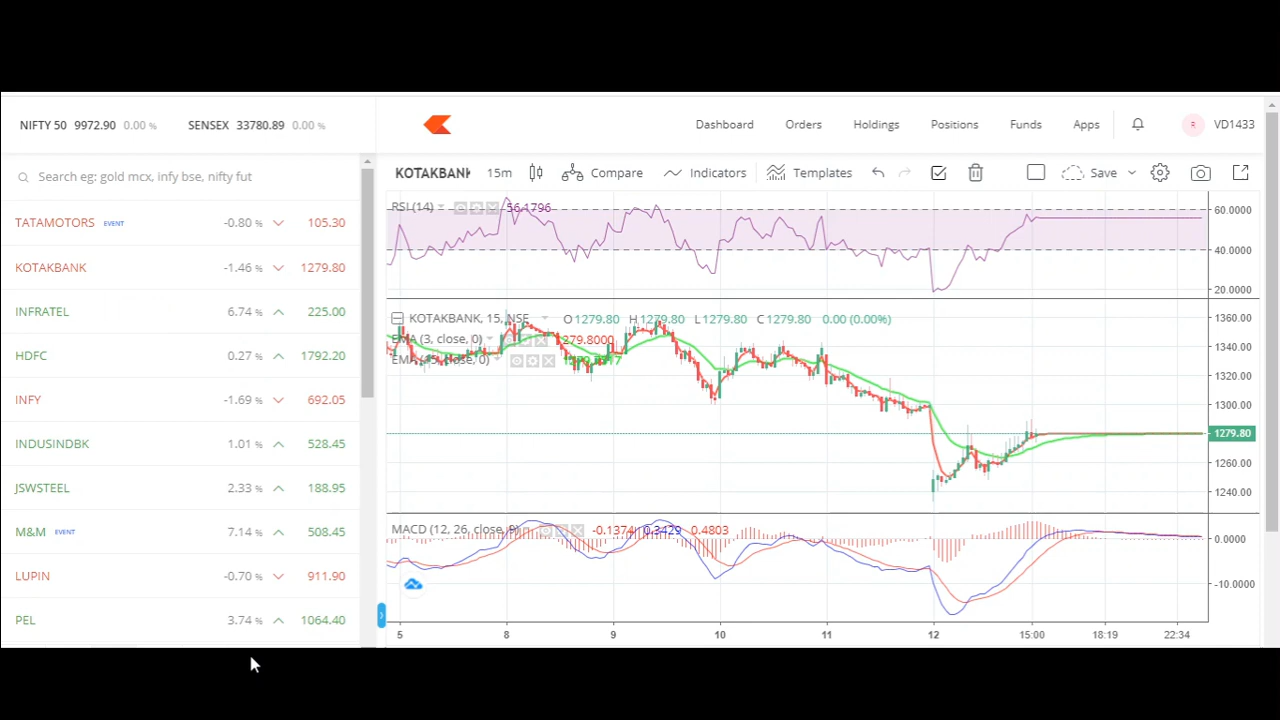 NIFTY 50 9972.90 0.00 % SENSEX 33780.89 0.00 %
Dashboard Orders Holdings Positions Funds Apps R VD1433
Search eg: gold mcx, infy bse, nifty fut
KOTAKBANK 15m Compare Indicators Templates Save
TATAMOTORS EVENT -0.80 % 105.30
KOTAKBANK -1.46 % 1279.80
INFRATEL 6.74 % 225.00
HDFC 0.27 % 1792.20
INFY -1.69 % 692.05
INDUSINDBK 1.01 % 528.45
JSWSTEEL 2.33 % 188.95
M&M EVENT 7.14 % 508.45
LUPIN -0.70 % 911.90
PEL 3.74 % 1064.40
RSI (14) 56.1796
60.0000
40.0000
20.0000
KOTAKBANK, 15, NSE O 1279.80 H 1279.80 L 1279.80 C 1279.80 0.00 (0.00%)
EMA (3, close, 0) 279.8000
close, 0)
1360.00
1340.00
1320.00
1300.00
1279.80
1260.00
1240.00
MACD (12, 26, close, 9) -0.1374 0.3429 0.4803
0.0000
-10.0000
5 8 9 10 11 12 15:00 18:19 22:34